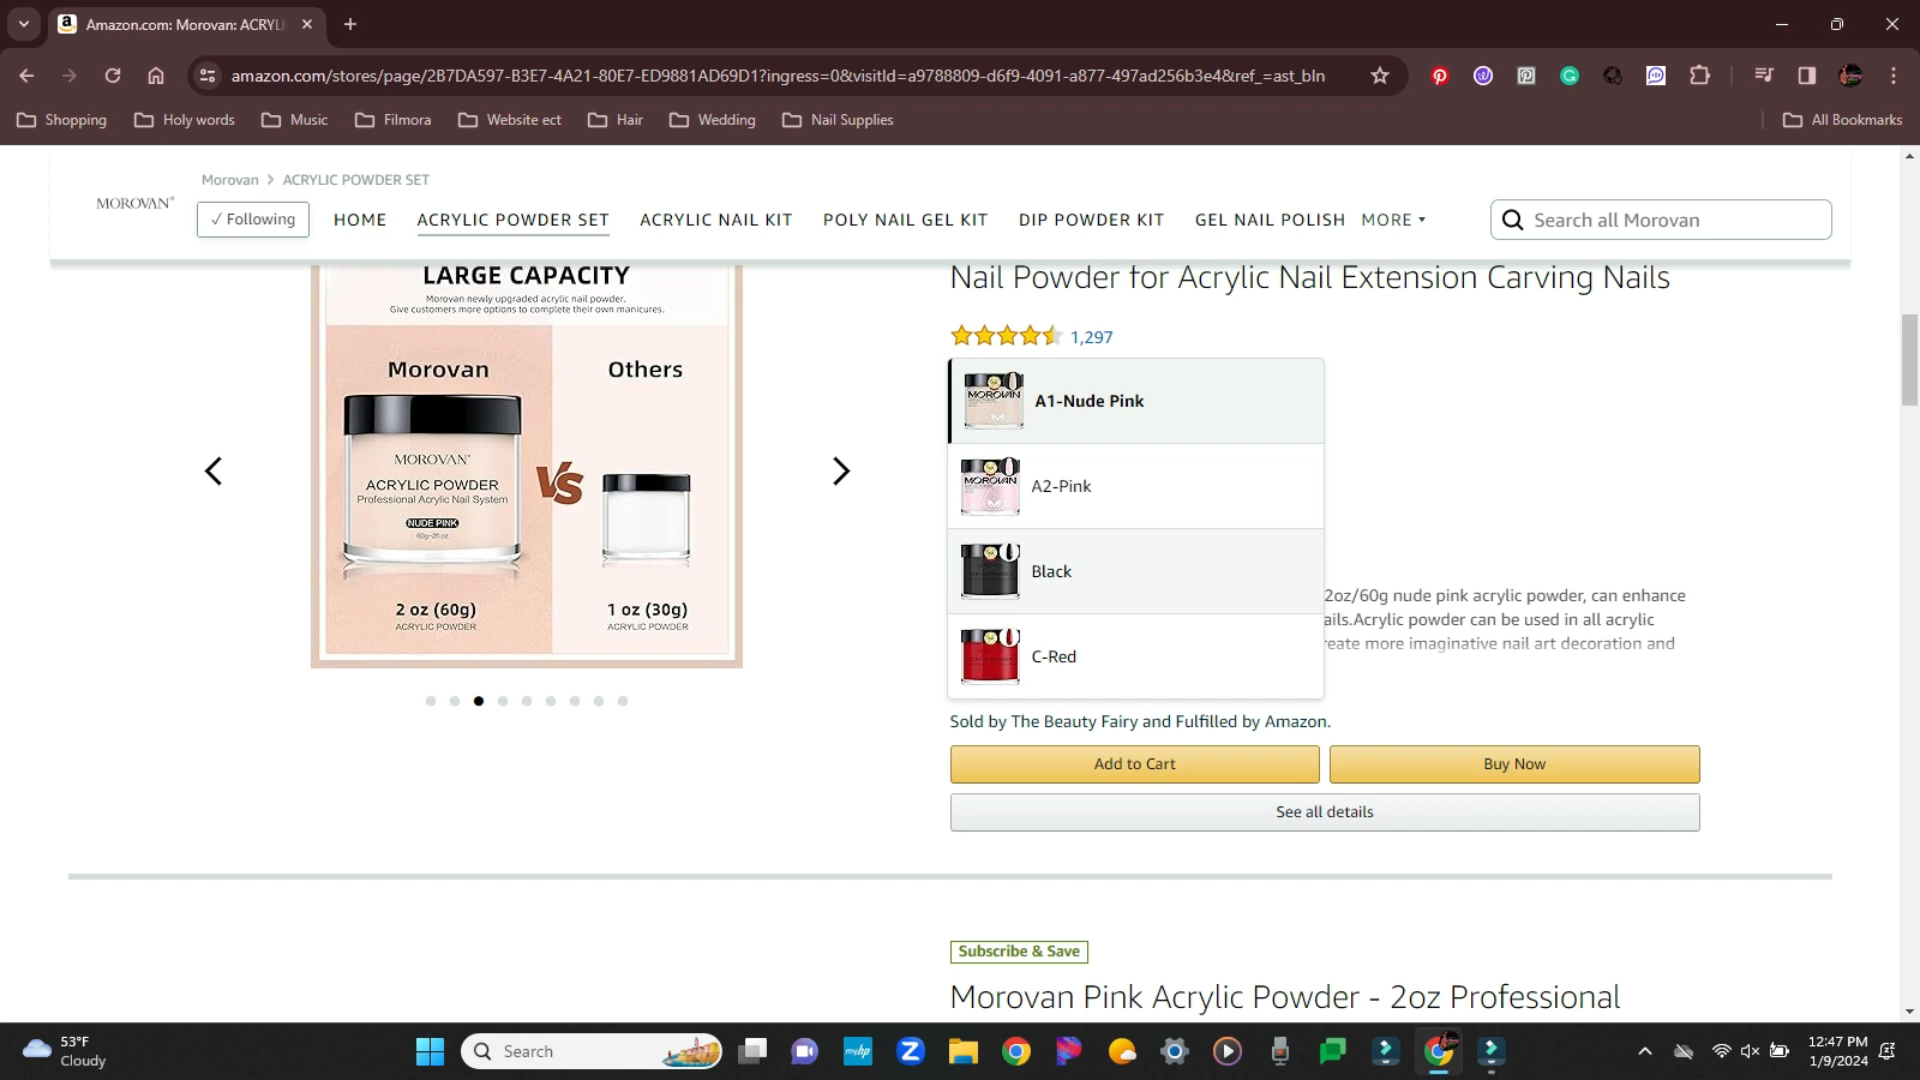 Amazon.com: Morovan: ACRYLI
amazon.com/stores/page/2B7DA597-B3E7-4A21-80E7-ED9881AD69D1?ingress=0&visitId=a9788809-d6f9-4091-a877-497ad256b3e4&ref_=ast_bln
Shopping
Holy words
Music
Filmora
Website ect
Hair
Wedding
Nail Supplies
All Bookmarks
Morovan > ACRYLIC POWDER SET
MOROVAN®
✓ Following
HOME
ACRYLIC POWDER SET
ACRYLIC NAIL KIT
POLY NAIL GEL KIT
DIP POWDER KIT
GEL NAIL POLISH
MORE
Search all Morovan
LARGE CAPACITY
Morovan newly upgraded acrylic nail powder.
Give customers more options to complete their own manicures.
Morovan
Others
MOROVAN®
ACRYLIC POWDER
Professional Acrylic Nail System
NUDE PINK
60g~2fl.oz
VS
2 oz (60g)
ACRYLIC POWDER
1 oz (30g)
ACRYLIC POWDER
Nail Powder for Acrylic Nail Extension Carving Nails
1,297
MOROVAN
A1-Nude Pink
MOROVAN
A2-Pink
Black
C-Red
2oz/60g nude pink acrylic powder, can enhance
ails.Acrylic powder can be used in all acrylic
reate more imaginative nail art decoration and
Sold by The Beauty Fairy and Fulfilled by Amazon.
Add to Cart
Buy Now
See all details
Subscribe & Save
Morovan Pink Acrylic Powder - 2oz Professional
53°F
Cloudy
Search
myhp
12:47 PM
1/9/2024